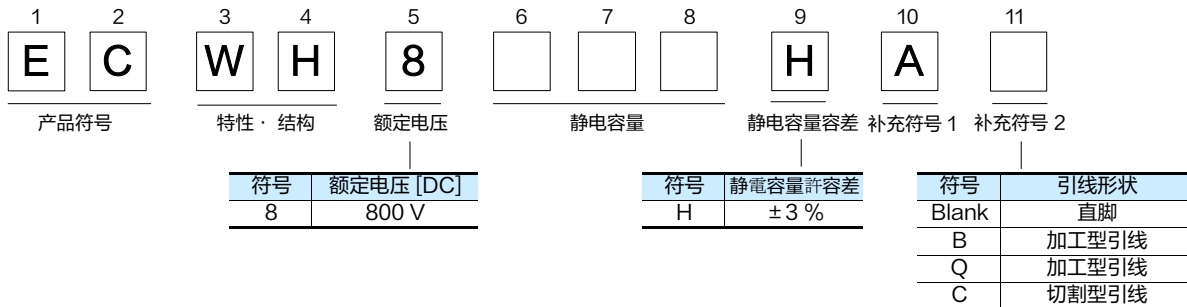 1 2 3 4 5 6 7 8 9 10 11
E C W H 8 H A
产品符号 特性· 结构 额定电压 静电容量 静电容量容差 补充符号 1 补充符号 2
符号 额定电压 [DC] 符号 静電容量許容差 符号 引线形状
8 800 V H ±3 % Blank 直脚
B 加工型引线
Q 加工型引线
C 切割型引线